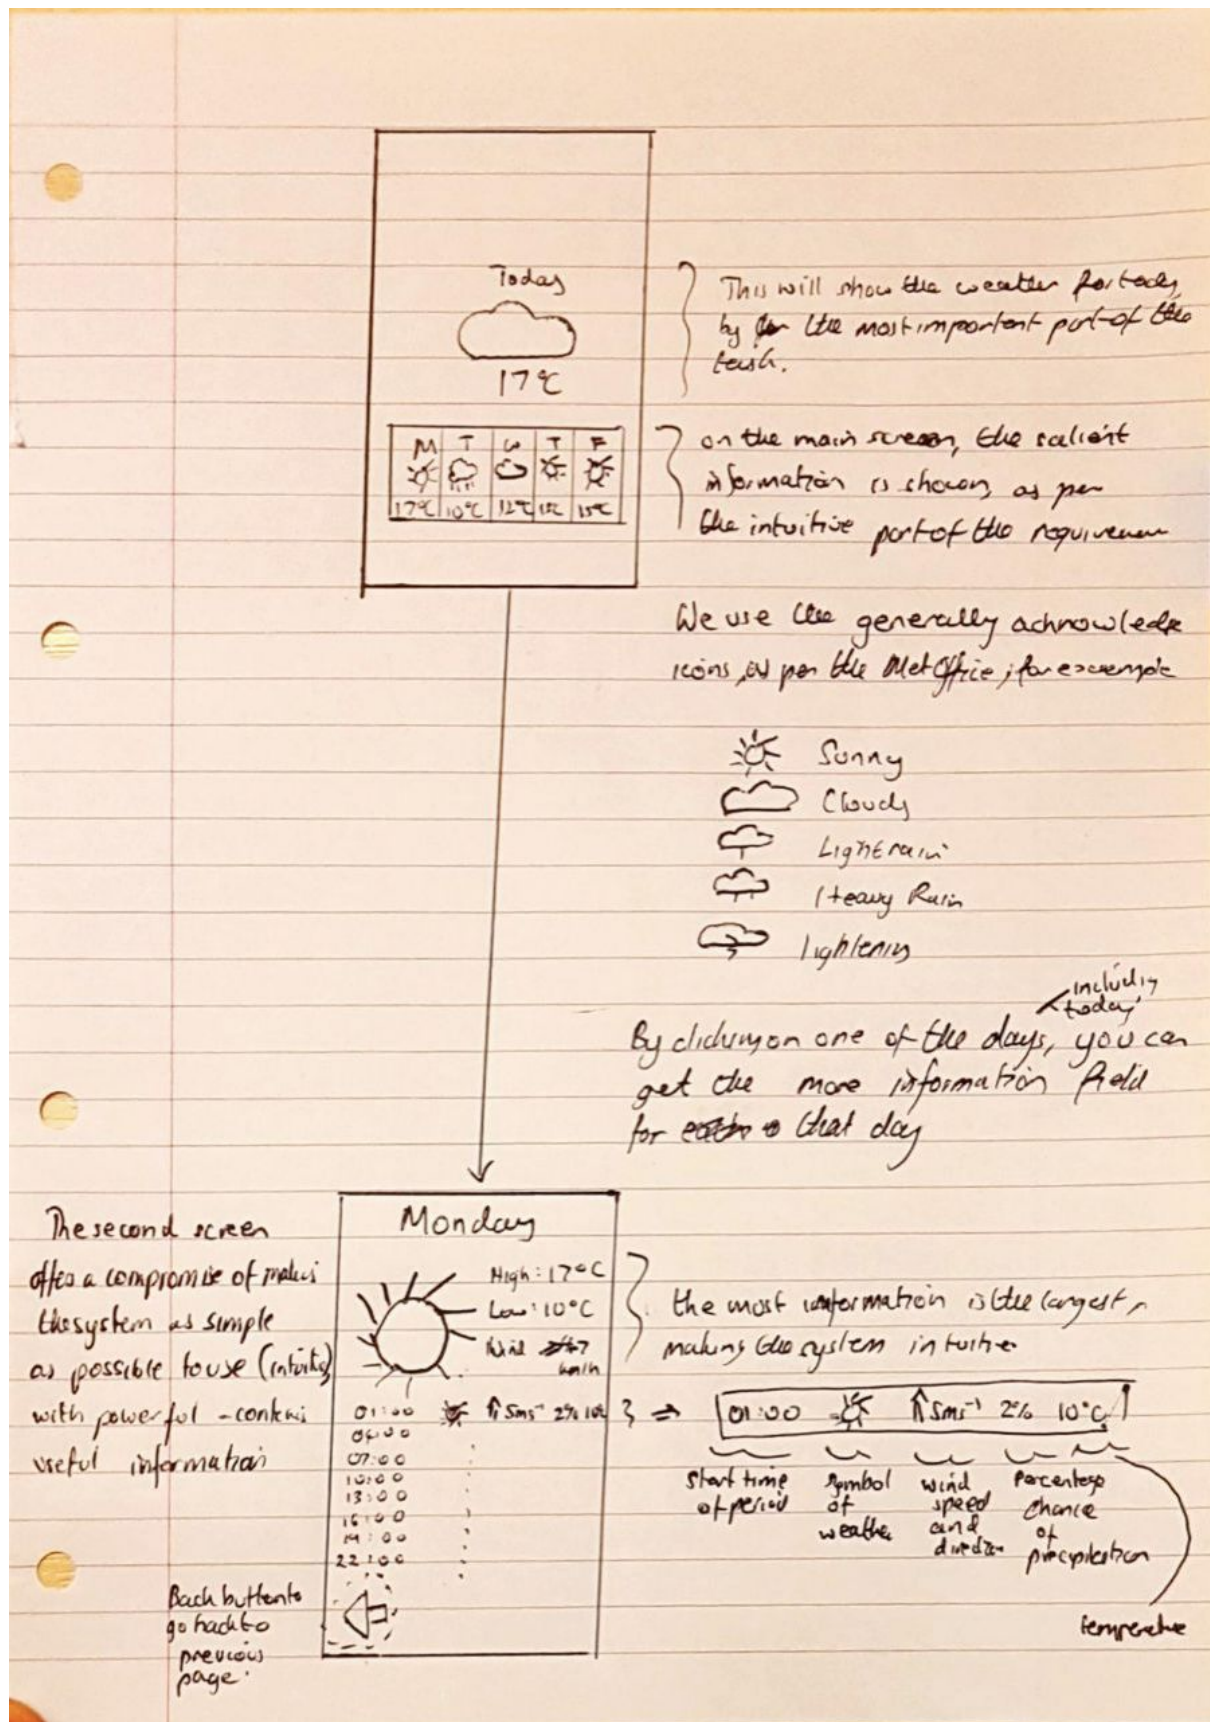 Today
17°C
This will show the weather for today,
by the most important part of the
task.
M T W T F
17°C 10°C 12°C 15°C
on the main screen, the salient
information is shown, as per
the intuitive part of the
We use the generally acknowledge
icons, as per the Met Office, for example
Sunny
Clouds
Light rain
Heavy Rain
lightening
including
today
By clicking on one of the days, you can
get the more information field
for that day
The second screen
offers a compromise of
the system as simple
as possible to use
with powerful -
useful information
Monday
High: 17°C
Low: 10°C
Wind
km/h
01:00 5ms⁻¹ 2%
04:00
07:00
10:00
13:00
16:00
19:00
22:00
the most information is the largest,
making the system intuitive
01:00 5ms⁻¹ 2% 10°C
start time
of period
symbol
of
weather
wind
speed
and
direction
percentage
chance
of
precipitation
temperature
Back button to
go back to
previous
page.